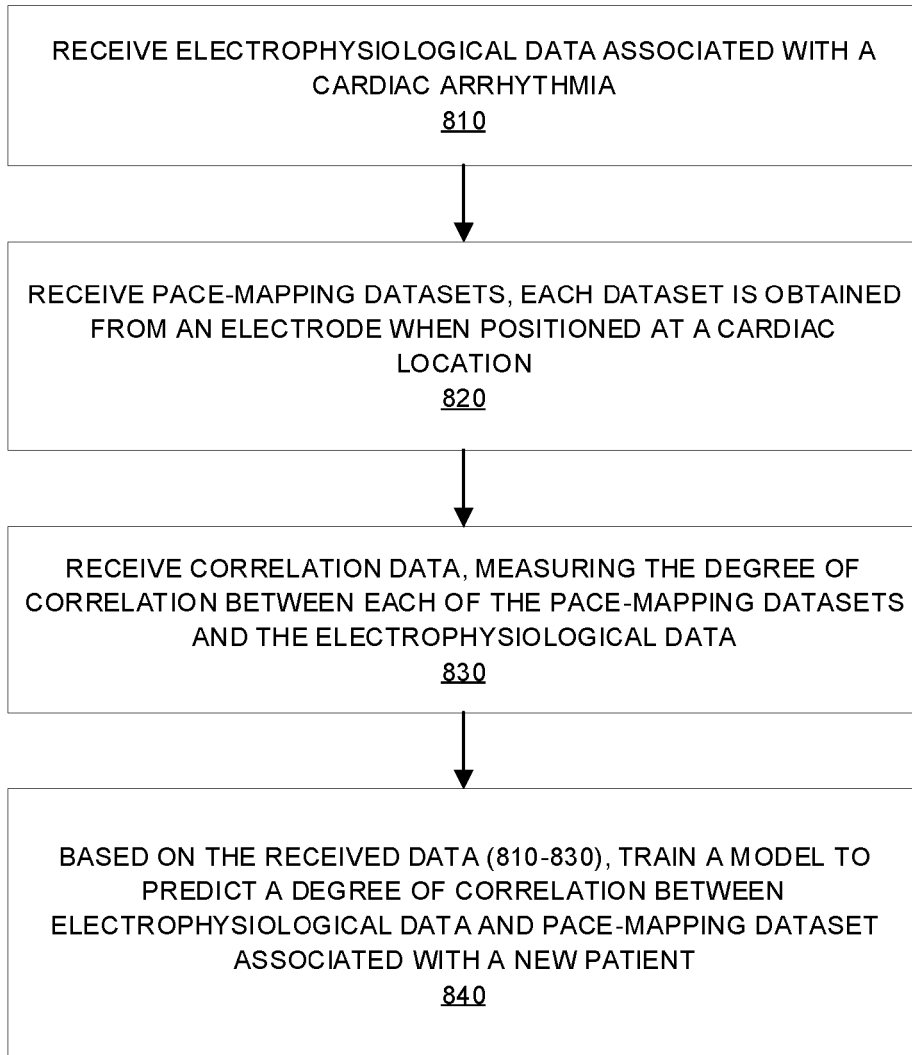 RECEIVE ELECTROPHYSIOLOGICAL DATA ASSOCIATED WITH A
CARDIAC ARRHYTHMIA
810
RECEIVE PACE-MAPPING DATASETS, EACH DATASET IS OBTAINED
FROM AN ELECTRODE WHEN POSITIONED AT A CARDIAC
LOCATION
820
RECEIVE CORRELATION DATA, MEASURING THE DEGREE OF
CORRELATION BETWEEN EACH OF THE PACE-MAPPING DATASETS
AND THE ELECTROPHYSIOLOGICAL DATA
830
BASED ON THE RECEIVED DATA (810-830), TRAIN A MODEL TO
PREDICT A DEGREE OF CORRELATION BETWEEN
ELECTROPHYSIOLOGICAL DATA AND PACE-MAPPING DATASET
ASSOCIATED WITH A NEW PATIENT
840